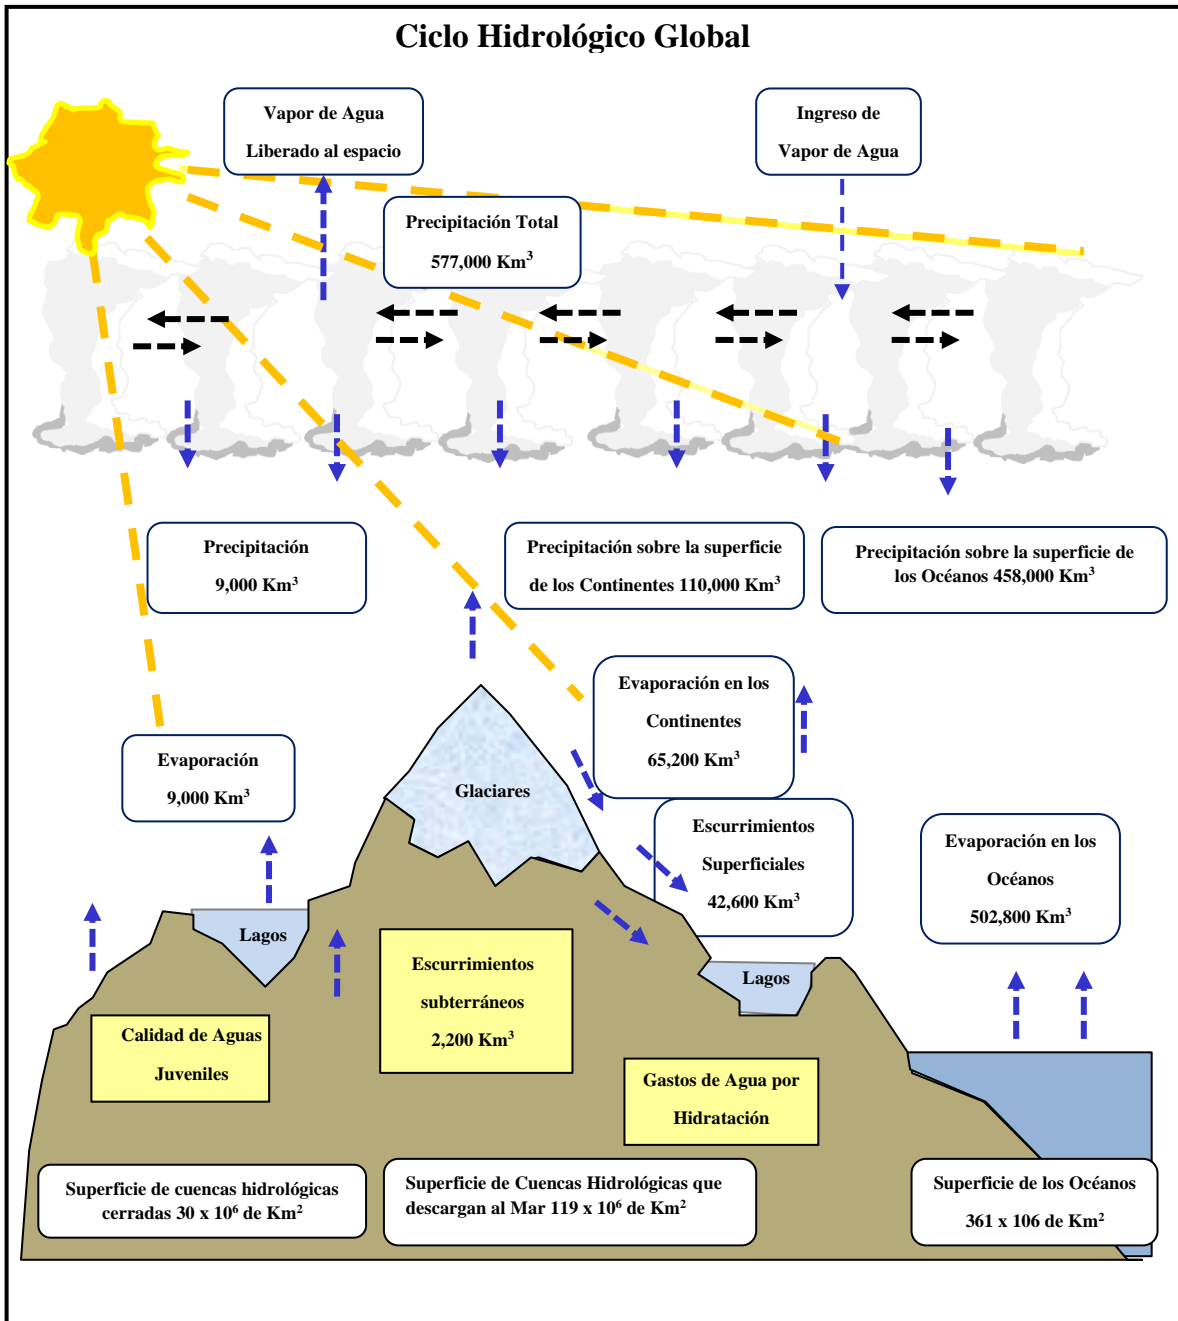 Ciclo Hidrológico Global
Vapor de Agua
Liberado al espacio
Ingreso de
Vapor de Agua
Precipitación Total
577,000 Km³
Precipitación
9,000 Km³
Precipitación sobre la superficie
de los Continentes 110,000 Km³
Precipitación sobre la superficie de
los Océanos 458,000 Km³
Evaporación en los
Continentes
65,200 Km³
Evaporación
9,000 Km³
Glaciares
Escurrimientos
Superficiales
42,600 Km³
Evaporación en los
Océanos
502,800 Km³
Lagos
Escurrimientos
subterráneos
2,200 Km³
Lagos
Calidad de Aguas
Juveniles
Gastos de Agua por
Hidratación
Superficie de cuencas hidrológicas
cerradas 30 x 10⁶ de Km²
Superficie de Cuencas Hidrológicas que
descargan al Mar 119 x 10⁶ de Km²
Superficie de los Océanos
361 x 106 de Km²